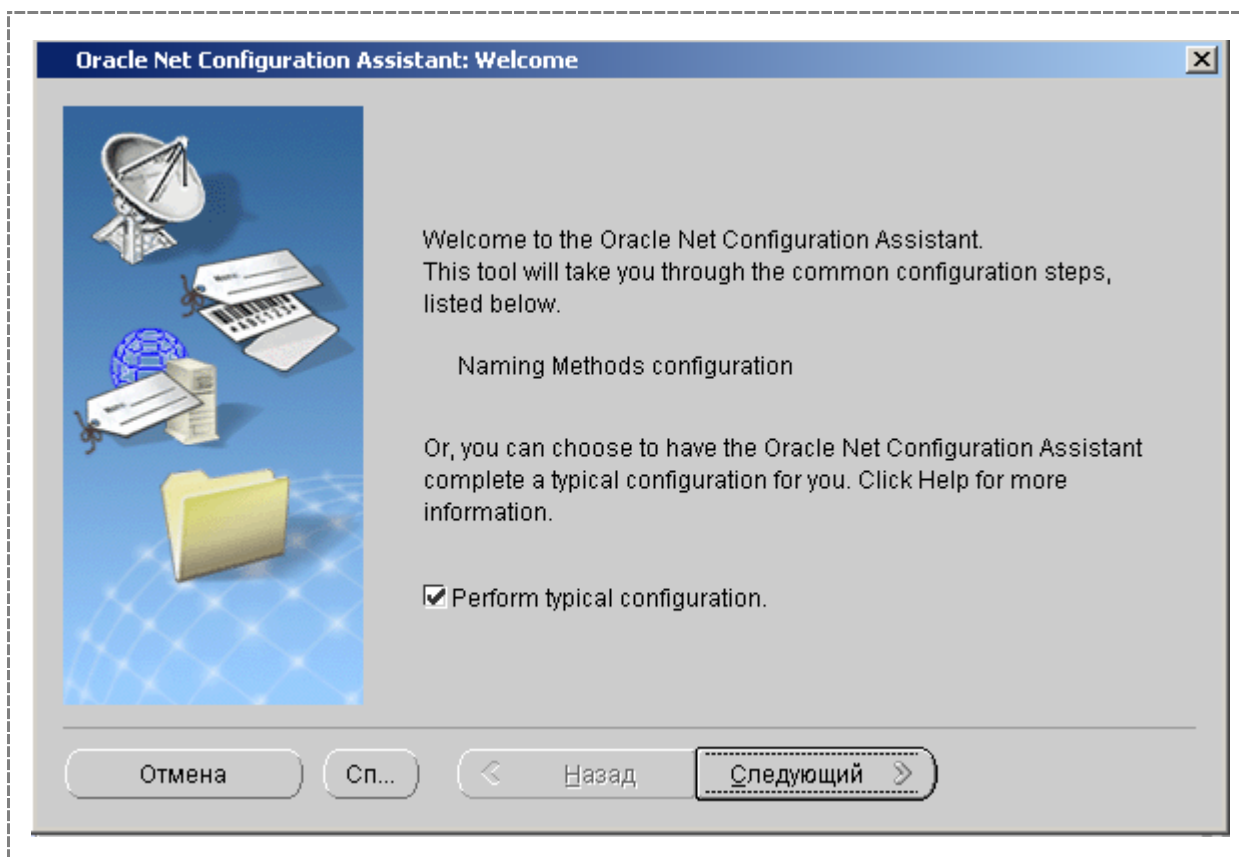 Oracle Net Configuration Assistant: Welcome
Welcome to the Oracle Net Configuration Assistant.
This tool will take you through the common configuration steps,
listed below.
Naming Methods configuration
Or, you can choose to have the Oracle Net Configuration Assistant
complete a typical configuration for you. Click Help for more
information.
Perform typical configuration.
Отмена Сп... Назад Следующий